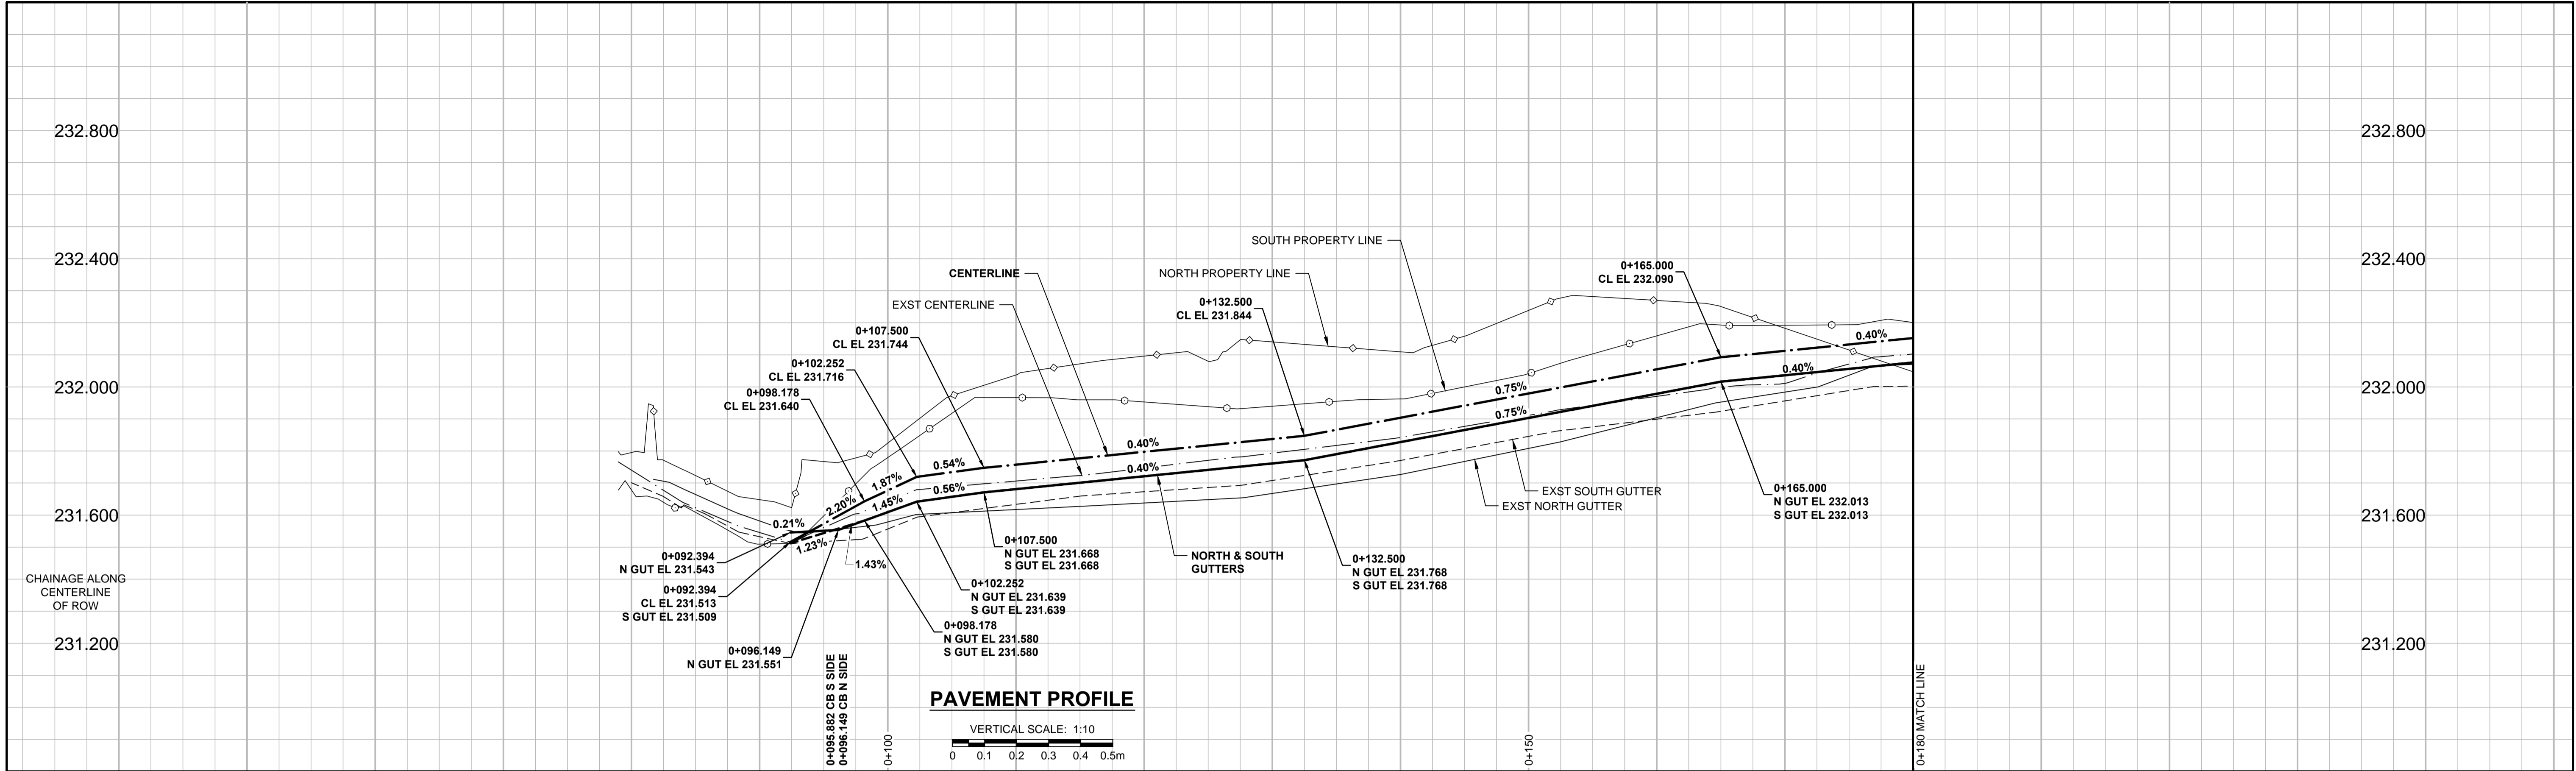 232.800
232.800
232.400
232.400
SOUTH PROPERTY LINE
CENTERLINE
NORTH PROPERTY LINE
0+165.000
CL EL 232.090
EXST CENTERLINE
0+132.500
CL EL 231.844
0+107.500
CL EL 231.744
0.40%
0+102.252
CL EL 231.716
0.40%
232.000
232.000
0+098.178
CL EL 231.640
0.75%
0.75%
0.40%
0.54%
0.40%
1.87%
0.56%
2.20%
1.45%
EXST SOUTH GUTTER
EXST NORTH GUTTER
0+165.000
N GUT EL 232.013
S GUT EL 232.013
231.600
231.600
0.21%
1.23%
0+107.500
N GUT EL 231.668
S GUT EL 231.668
0+092.394
N GUT EL 231.543
1.43%
NORTH & SOUTH
GUTTERS
0+132.500
N GUT EL 231.768
S GUT EL 231.768
CHAINAGE ALONG
CENTERLINE
OF ROW
0+092.394
CL EL 231.513
S GUT EL 231.509
0+102.252
N GUT EL 231.639
S GUT EL 231.639
0+098.178
N GUT EL 231.580
S GUT EL 231.580
231.200
231.200
0+096.149
N GUT EL 231.551
0+095.882 CB S SIDE
0+096.149 CB N SIDE
0+100
PAVEMENT PROFILE
VERTICAL SCALE: 1:10
0 0.1 0.2 0.3 0.4 0.5m
0+150
0+180 MATCH LINE